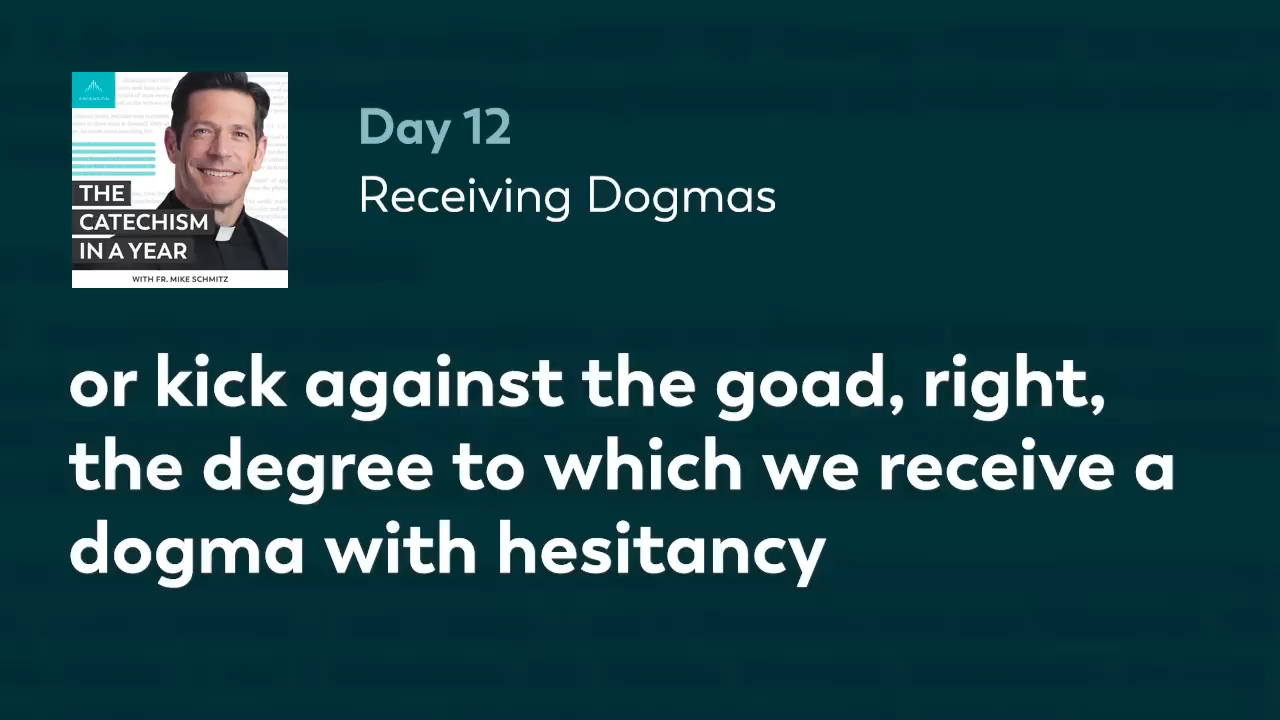 ASCENSION
THE
CATECHISM
IN A YEAR
WITH FR. MIKE SCHMITZ
Day 12
Receiving Dogmas
or kick against the goad, right,
the degree to which we receive a
dogma with hesitancy